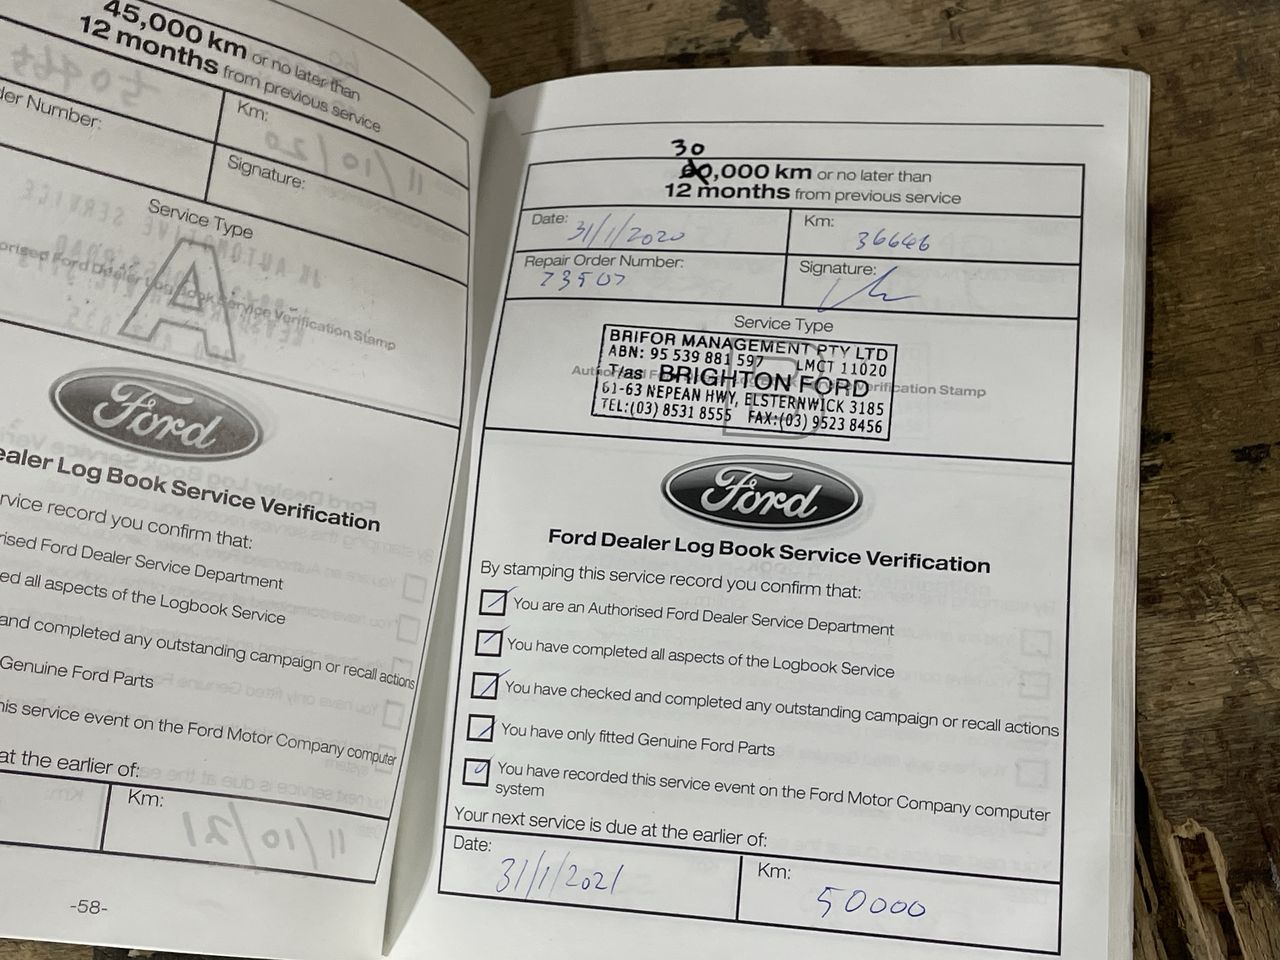 45,000 km or no later than
12 months from previous service
der Number:
Km:
Signature:
Service Type
A
orised Ford Dealer Log Book Service Verification Stamp
Ford
ealer Log Book Service Verification
rvice record you confirm that:
rised Ford Dealer Service Department
ed all aspects of the Logbook Service
and completed any outstanding campaign or recall actions
Genuine Ford Parts
his service event on the Ford Motor Company computer
at the earlier of:
Km:
-58-
30
60,000 km or no later than
12 months from previous service
Date: 31/1/2020
Km: 36646
Repair Order Number: 73507
Signature:
Service Type
B
BRIFOR MANAGEMENT PTY LTD
ABN: 95 539 881 597 LMCT 11020
T/as BRIGHTON FORD
61-63 NEPEAN HWY, ELSTERNWICK 3185
TEL:(03) 8531 8555 FAX:(03) 9523 8456
Verification Stamp
Ford
Ford Dealer Log Book Service Verification
By stamping this service record you confirm that:
You are an Authorised Ford Dealer Service Department
You have completed all aspects of the Logbook Service
You have checked and completed any outstanding campaign or recall actions
You have only fitted Genuine Ford Parts
You have recorded this service event on the Ford Motor Company computer
system
Your next service is due at the earlier of:
Date: 31/1/2021
Km: 50000